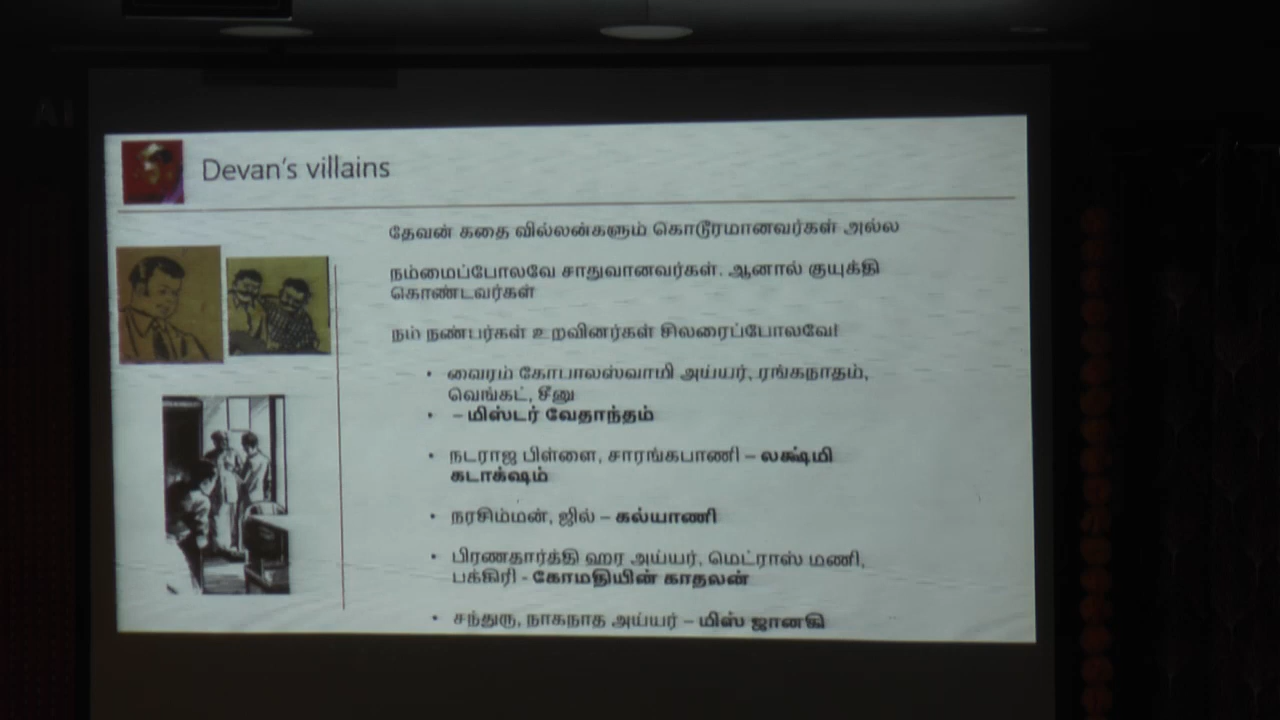 Devan's villains
தேவன் கதை வில்லன்களும் கொடூரமானவர்கள் அல்ல
நம்மைப்போலவே சாதுவானவர்கள். ஆனால் குயுக்தி
கொண்டவர்கள்
நம் நண்பர்கள் உறவினர்கள் சிலரைப்போலவே!
• வைரம் கோபாலஸ்வாமி அய்யர், ரங்கநாதம்,
வெங்கட், சீனு
• – மிஸ்டர் வேதாந்தம்
• நடராஜ பிள்ளை, சாரங்கபாணி – லக்ஷ்மி
கடாக்ஷம்
• நரசிம்மன், ஜில் – கல்யாணி
• பிரணதார்த்தி ஹர அய்யர், மெட்ராஸ் மணி,
பக்கிரி - கோமதியின் காதலன்
• சந்துரு, நாகநாத அய்யர் – மிஸ் ஜானகி